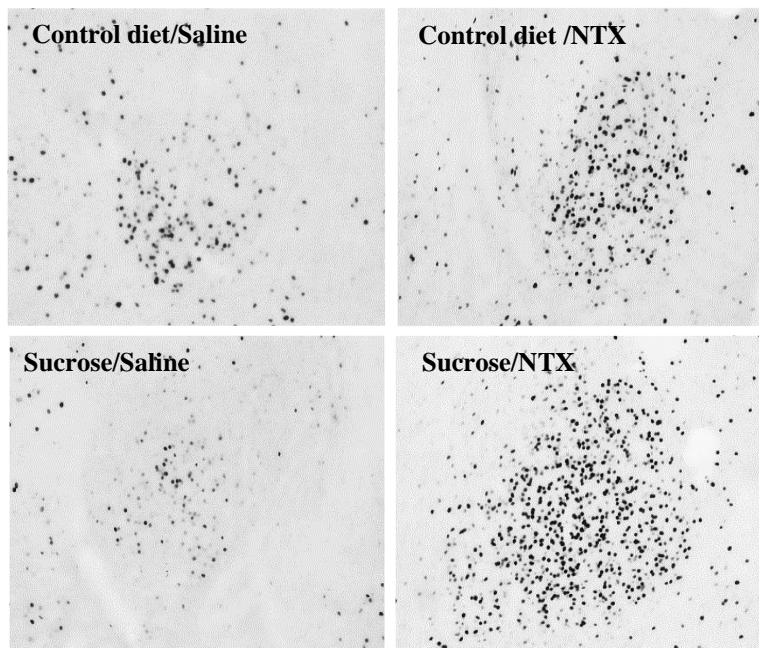 Control diet/Saline
Control diet /NTX
Sucrose/Saline
Sucrose/NTX